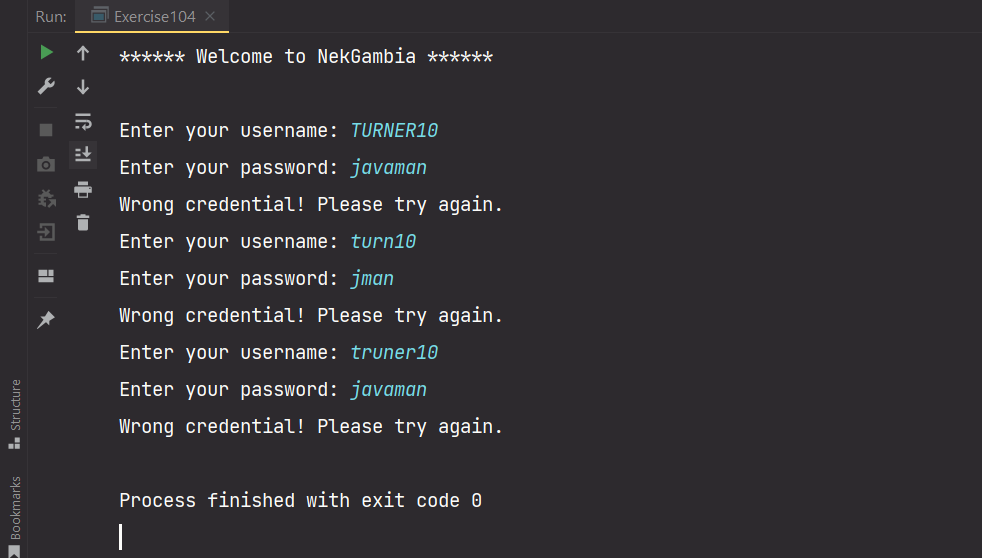 Run: Exercise104
****** Welcome to NekGambia ******
Enter your username: TURNER10
Enter your password: javaman
Wrong credential! Please try again.
Enter your username: turn10
Enter your password: jman
Wrong credential! Please try again.
Enter your username: truner10
Enter your password: javaman
Wrong credential! Please try again.
Process finished with exit code 0
Structure
Bookmarks